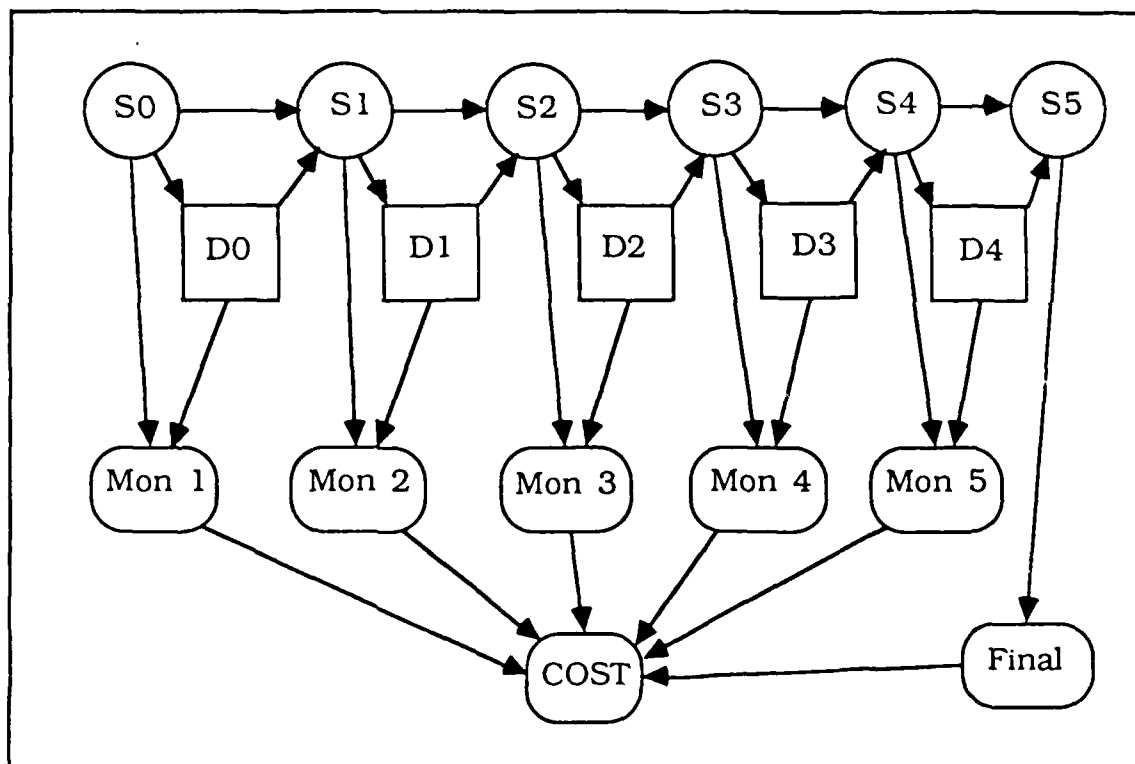 S0 S1 S2 S3 S4 S5
D0 D1 D2 D3 D4
Mon 1 Mon 2 Mon 3 Mon 4 Mon 5
Final
COST